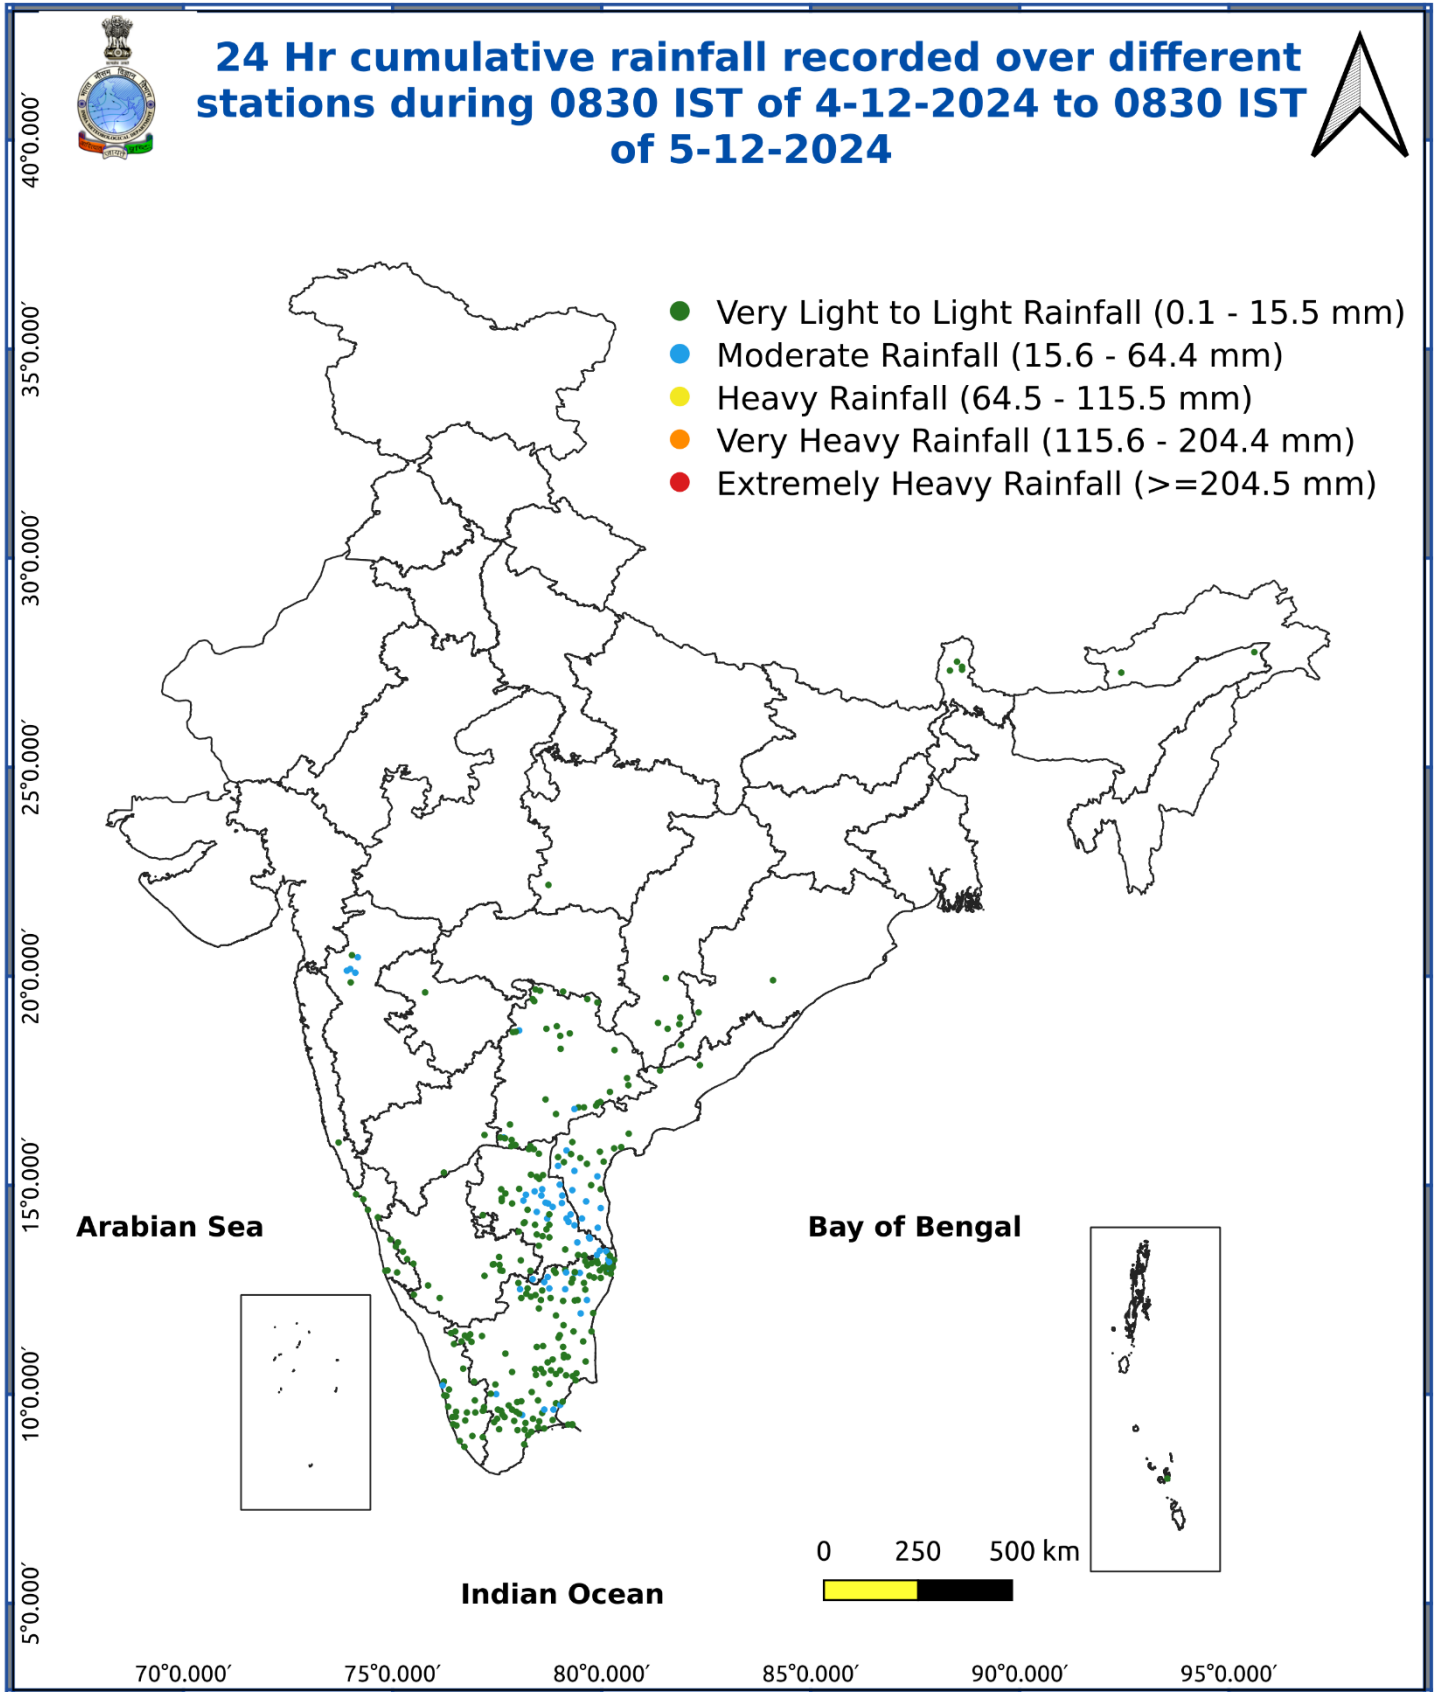 24 Hr cumulative rainfall recorded over different
stations during 0830 IST of 4-12-2024 to 0830 IST
of 5-12-2024
40°0.000′
35°0.000′
30°0.000′
25°0.000′
20°0.000′
15°0.000′
10°0.000′
5°0.000′
Very Light to Light Rainfall (0.1 - 15.5 mm)
Moderate Rainfall (15.6 - 64.4 mm)
Heavy Rainfall (64.5 - 115.5 mm)
Very Heavy Rainfall (115.6 - 204.4 mm)
Extremely Heavy Rainfall (>=204.5 mm)
Arabian Sea
Bay of Bengal
Indian Ocean
0 250 500 km
70°0.000′ 75°0.000′ 80°0.000′ 85°0.000′ 90°0.000′ 95°0.000′